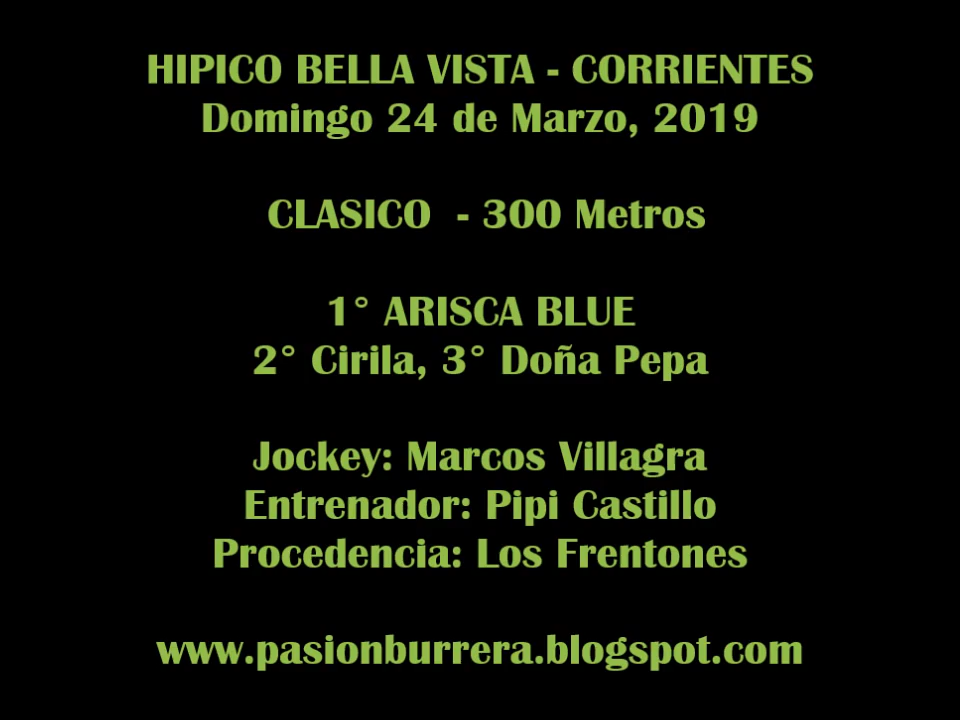 HIPICO BELLA VISTA - CORRIENTES
Domingo 24 de Marzo, 2019
CLASICO - 300 Metros
1° ARISCA BLUE
2° Cirila, 3° Doña Pepa
Jockey: Marcos Villagra
Entrenador: Pipi Castillo
Procedencia: Los Frentones
www.pasionburrera.blogspot.com